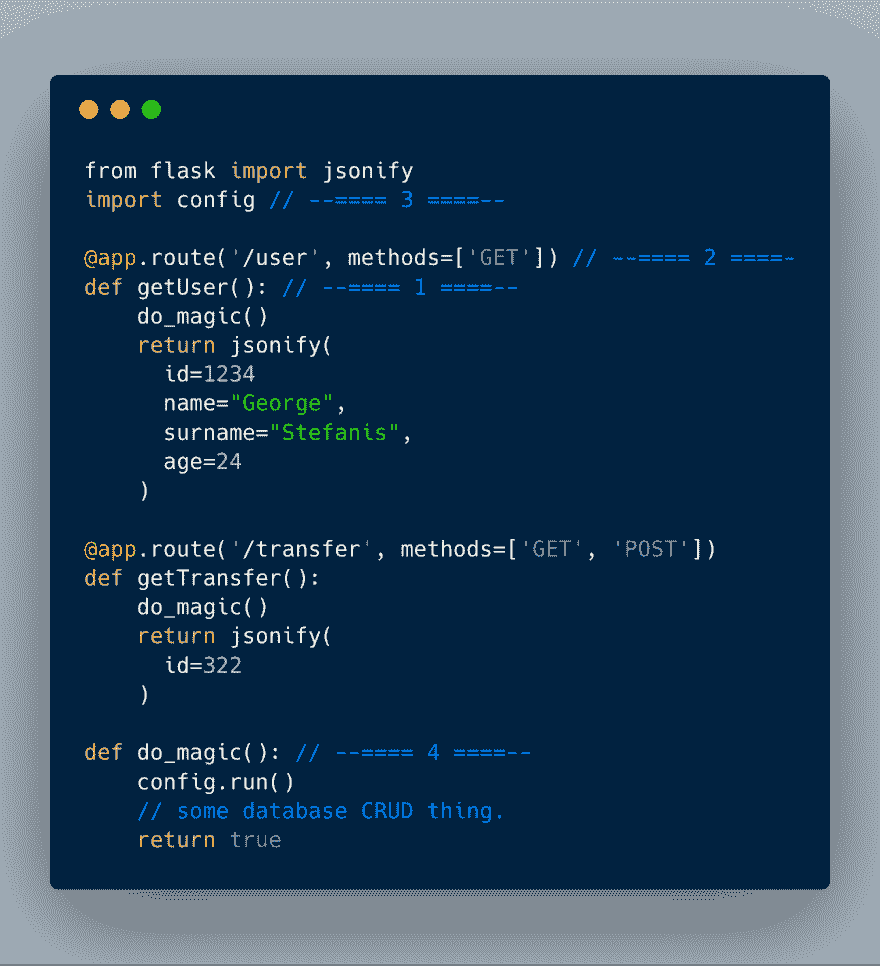 from flask import jsonify
import config // --==== 3 ====--
@app.route('/user', methods=['GET']) // --==== 2 ====-
def getUser(): // --==== 1 ====--
do_magic()
return jsonify(
id=1234
name="George",
surname="Stefanis",
age=24
)
@app.route('/transfer', methods=['GET', 'POST'])
def getTransfer():
do_magic()
return jsonify(
id=322
)
def do_magic(): // --==== 4 ====--
config.run()
// some database CRUD thing.
return true